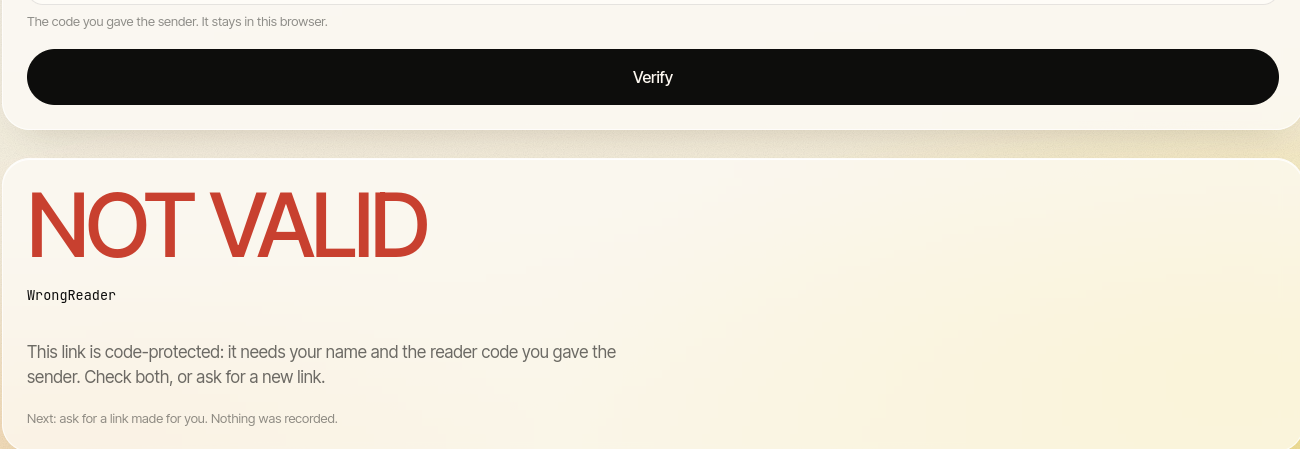 The code you gave the sender. It stays in this browser.
Verify
NOT VALID
WrongReader
This link is code-protected: it needs your name and the reader code you gave the
sender. Check both, or ask for a new link.
Next: ask for a link made for you. Nothing was recorded.